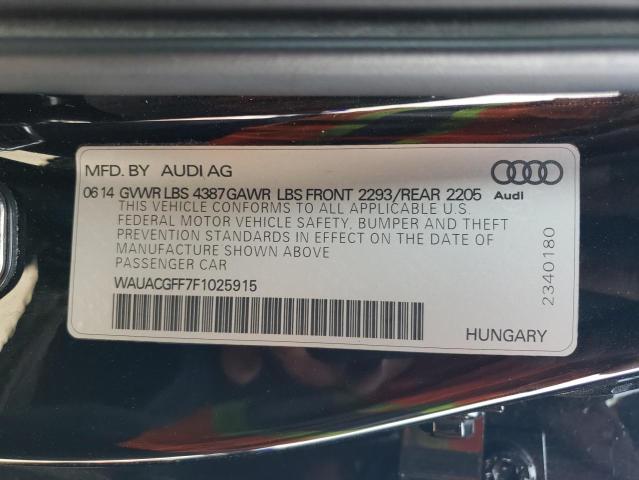 MFD. BY AUDI AG
06 14 GVWR LBS 4387 GAWR LBS FRONT 2293/REAR 2205
Audi
THIS VEHICLE CONFORMS TO ALL APPLICABLE U.S.
FEDERAL MOTOR VEHICLE SAFETY, BUMPER AND THEFT
PREVENTION STANDARDS IN EFFECT ON THE DATE OF
MANUFACTURE SHOWN ABOVE
PASSENGER CAR
WAUACGFF7F1025915
HUNGARY
2340180